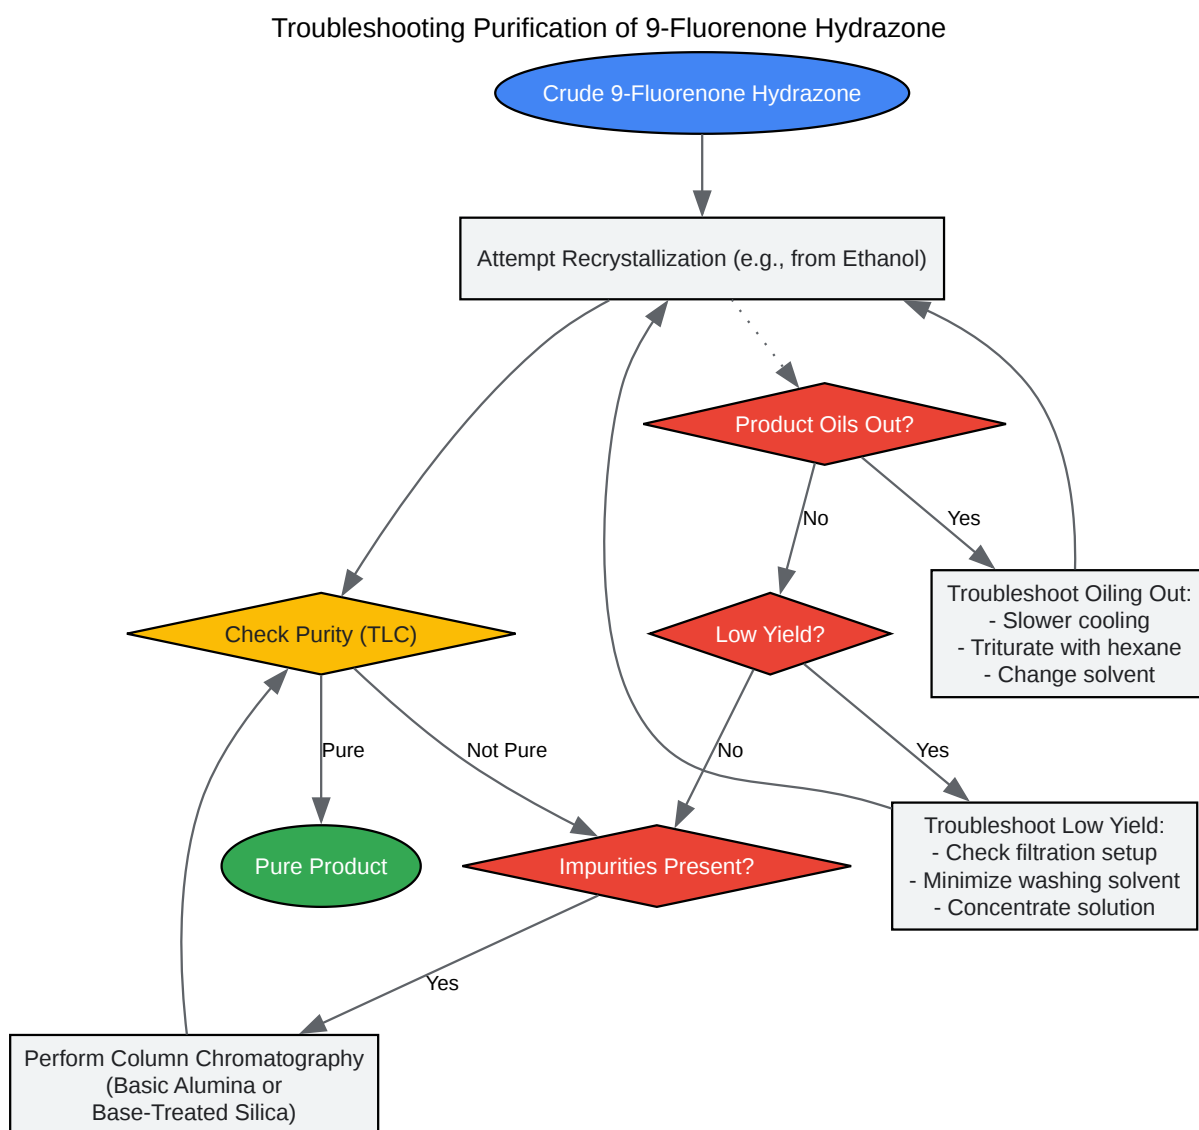 Troubleshooting Purification of 9-Fluorenone Hydrazone
Crude 9-Fluorenone Hydrazone
Attempt Recrystallization (e.g., from Ethanol)
Product Oils Out?
No
Yes
Troubleshoot Oiling Out:
- Slower cooling
- Triturate with hexane
- Change solvent
Check Purity (TLC)
Low Yield?
Pure
Not Pure
No
Yes
Pure Product
Impurities Present?
Troubleshoot Low Yield:
- Check filtration setup
- Minimize washing solvent
- Concentrate solution
Yes
Perform Column Chromatography
(Basic Alumina or
Base-Treated Silica)